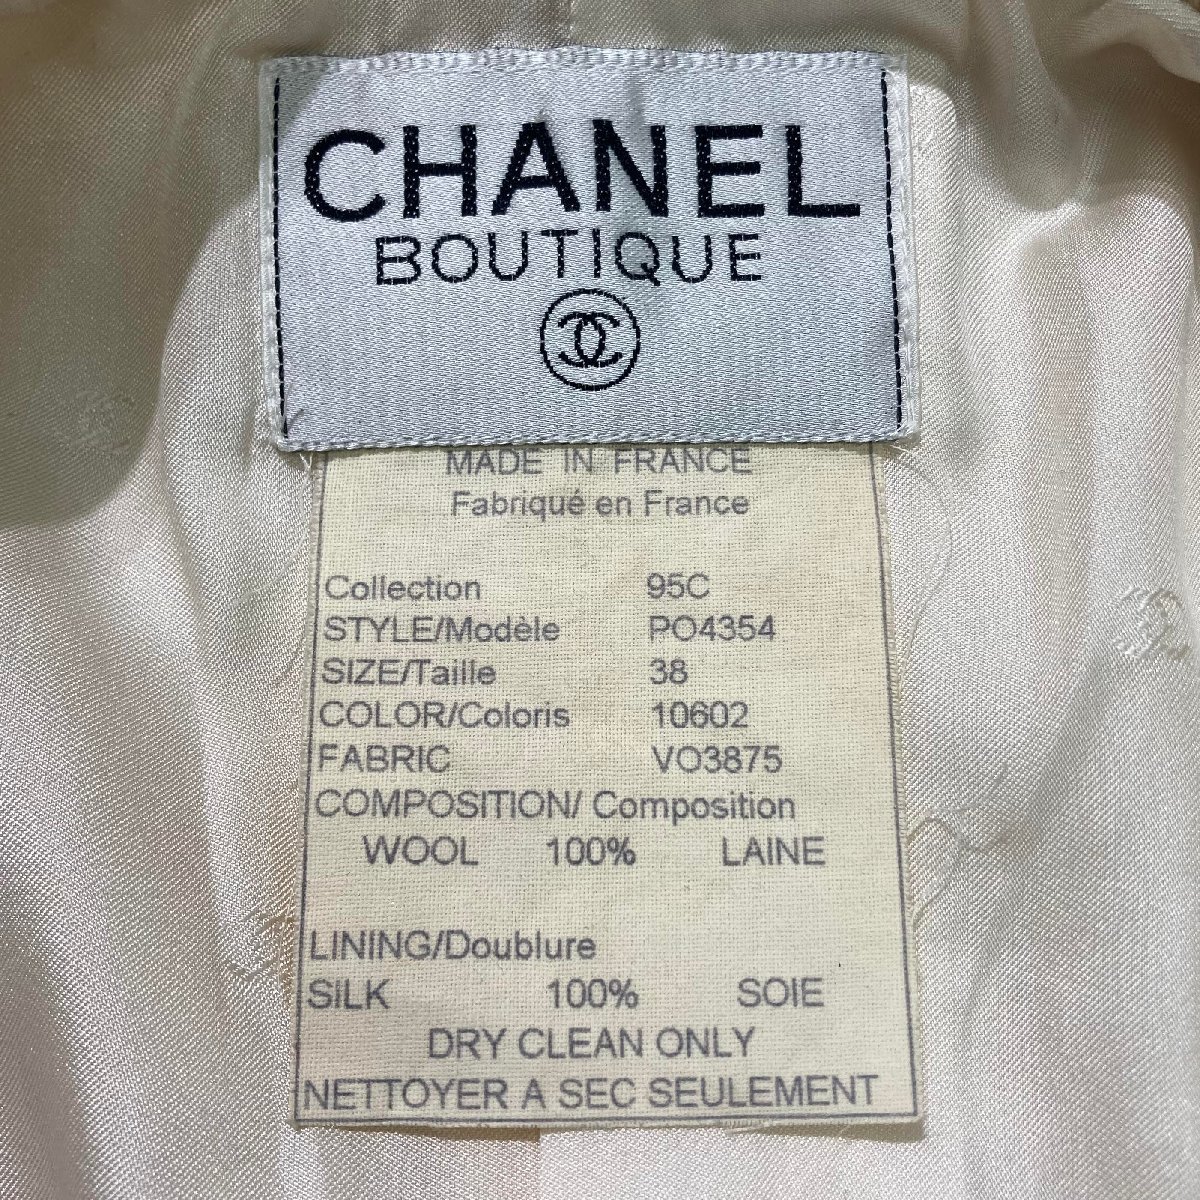 CHANEL
BOUTIQUE
MADE IN FRANCE
Fabriqué en France
Collection 95C
STYLE/Modèle PO4354
SIZE/Taille 38
COLOR/Coloris 10602
FABRIC VO3875
COMPOSITION/ Composition
WOOL 100% LAINE
LINING/Doublure
SILK 100% SOIE
DRY CLEAN ONLY
NETTOYER A SEC SEULEMENT